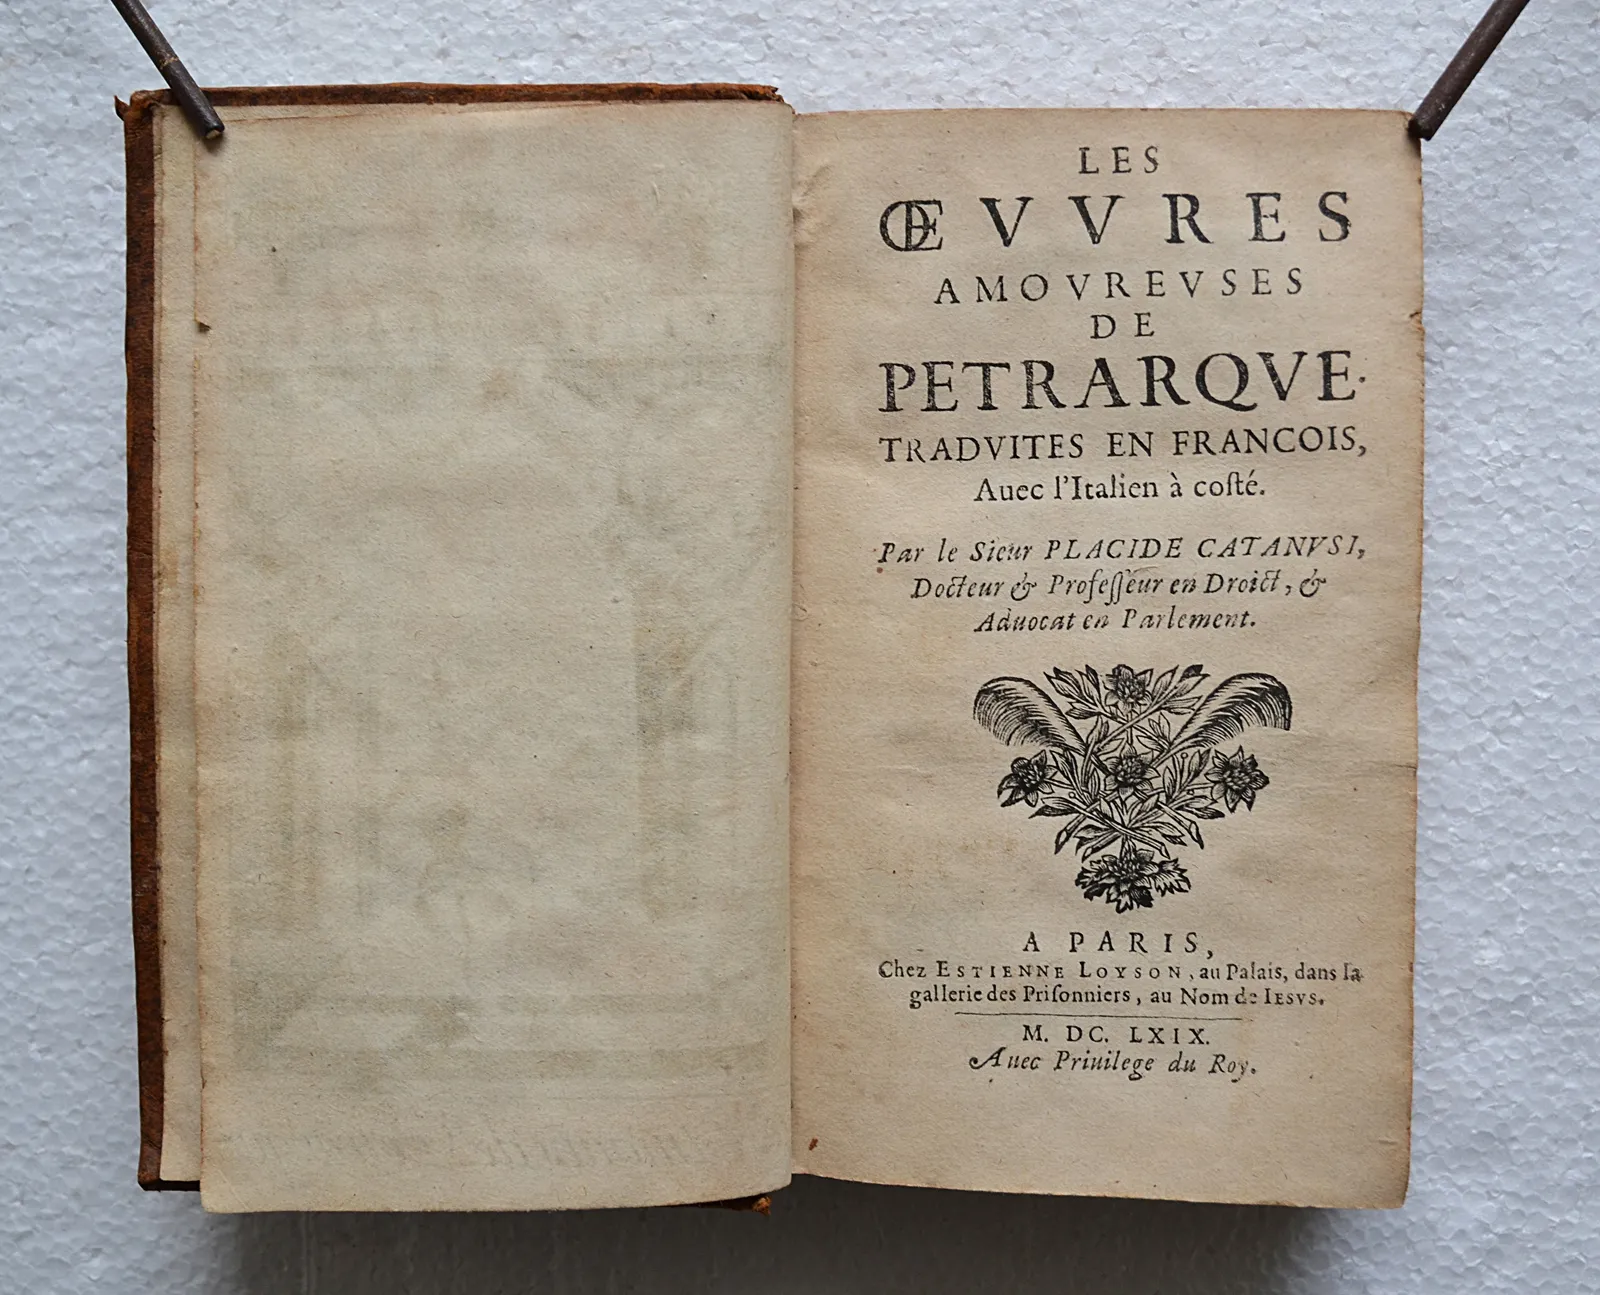 LES
ŒVVRES
AMOVREVSES
DE
PETRARQVE.
TRADVITES EN FRANCOIS,
Auec l'Italien à coſté.
Par le Sieur PLACIDE CATANVSI,
Docteur & Profeſſeur en Droict, &
Aduocat en Parlement.
A PARIS,
Chez ESTIENNE LOYSON, au Palais, dans la
gallerie des Priſonniers, au Nom de IESVS.
M. DC. LXIX.
Auec Priuilege du Roy.